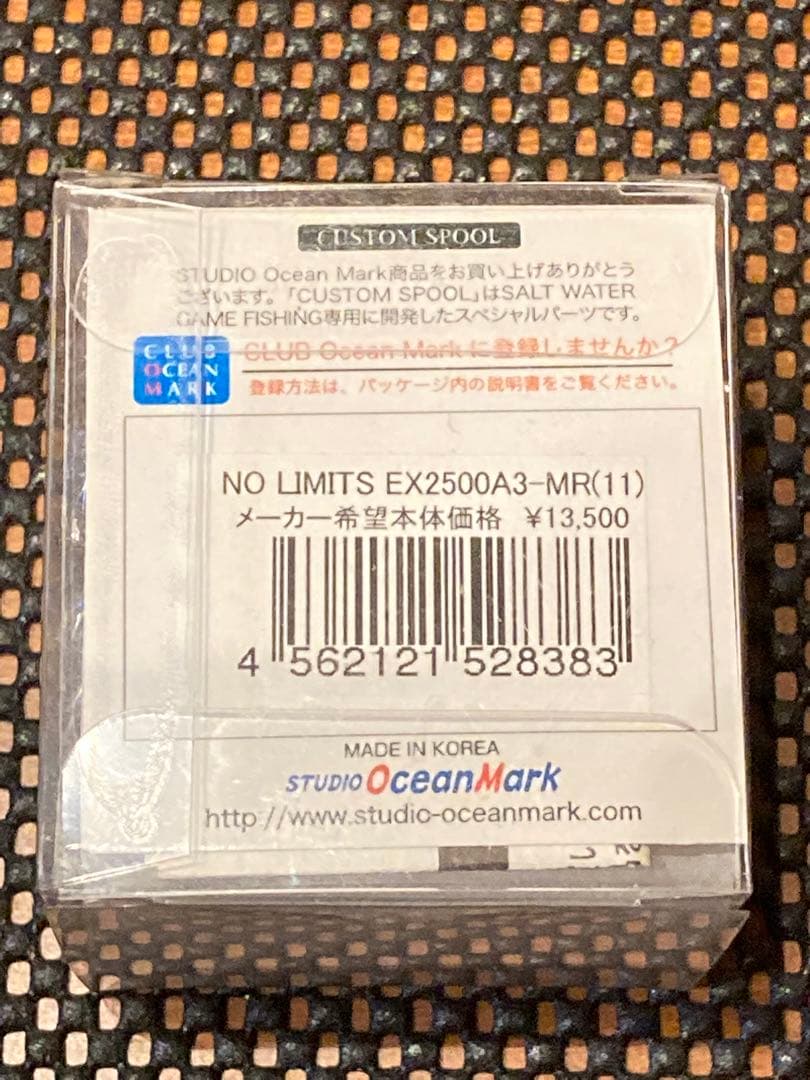 CUSTOM SPOOL
STUDIO Ocean Mark商品をお買い上げありがとう
ございます。「CUSTOM SPOOL」はSALT WATER
GAME FISHING専用に開発したスペシャルパーツです。
CLUB
OCEAN
MARK
CLUB Ocean Mark に登録しませんか?
登録方法は、パッケージ内の説明書をご覧ください。
NO LIMITS EX2500A3-MR(11)
メーカー希望本体価格 ¥13,500
4 562121 528383
MADE IN KOREA
STUDIO OceanMark
http://www.studio-oceanmark.com